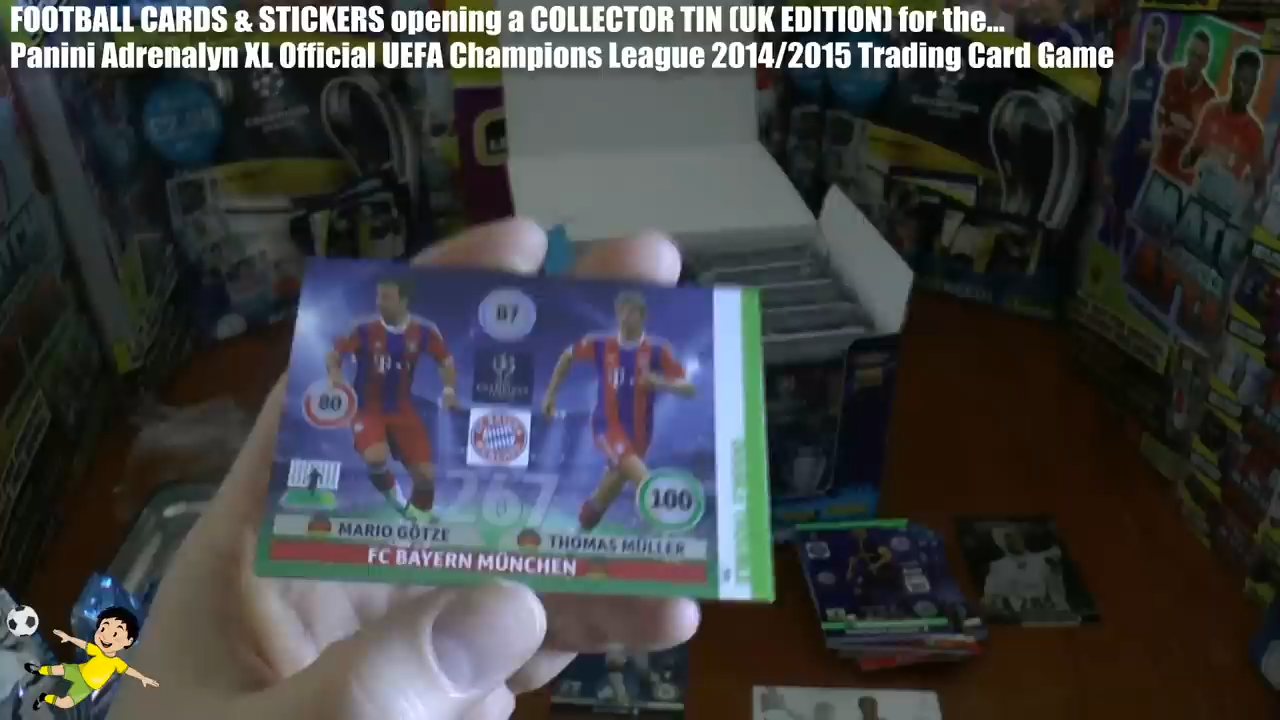 FOOTBALL CARDS & STICKERS opening a COLLECTOR TIN (UK EDITION) for the...
Panini Adrenalyn XL Official UEFA Champions League 2014/2015 Trading Card Game
87
80
267
100
MARIO GÖTZE
THOMAS MÜLLER
FC BAYERN MÜNCHEN